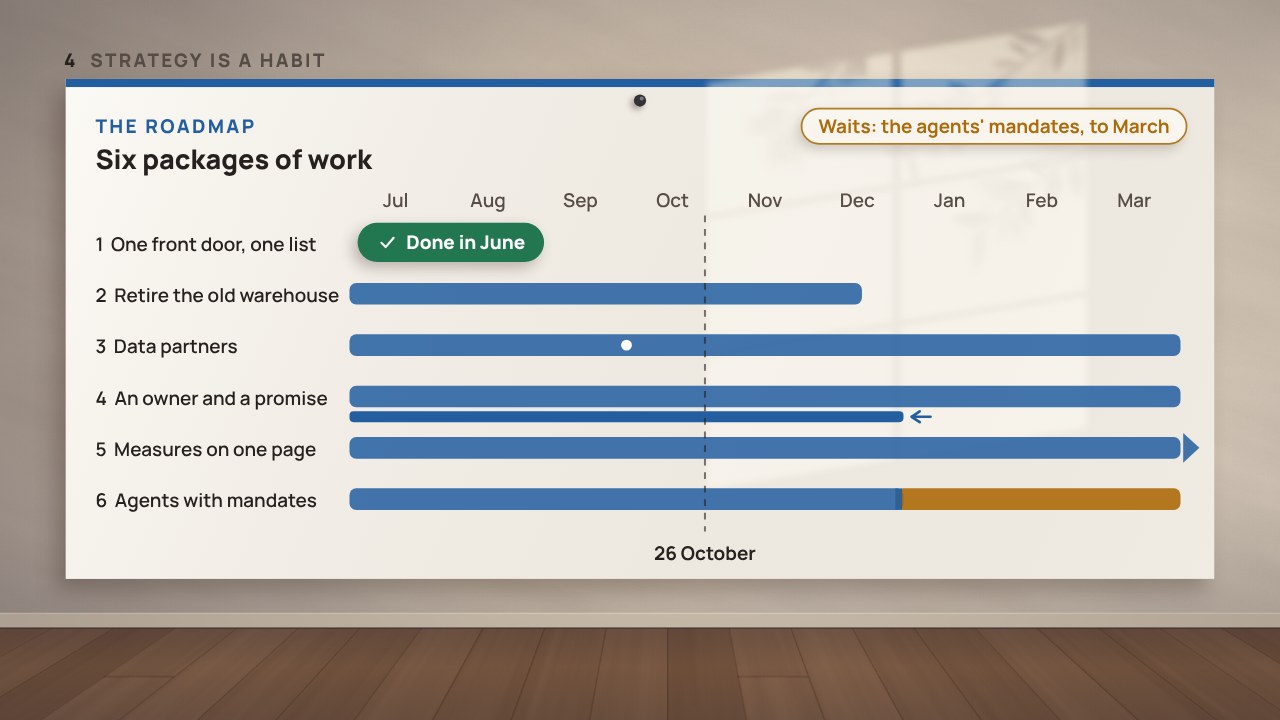 4 STRATEGY IS A HABIT
THE ROADMAP
Waits: the agents' mandates, to March
Six packages of work
Jul Aug Sep Oct Nov Dec Jan Feb Mar
1 One front door, one list
Done in June
2 Retire the old warehouse
3 Data partners
4 An owner and a promise
5 Measures on one page
6 Agents with mandates
26 October